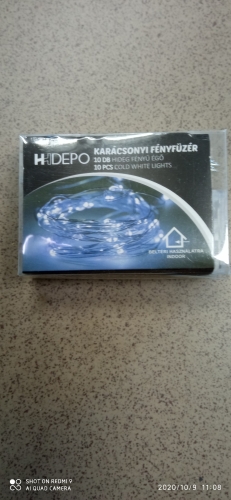 H DEPO
KARÁCSONYI FÉNYFÜZÉR
10 DB HIDEG FÉNYŰ ÉGŐ
10 PCS COLD WHITE LIGHTS
BELTÉRI HASZNÁLATRA
INDOOR
SHOT ON REDMI 9
AI QUAD CAMERA
2020/10/9 11:08